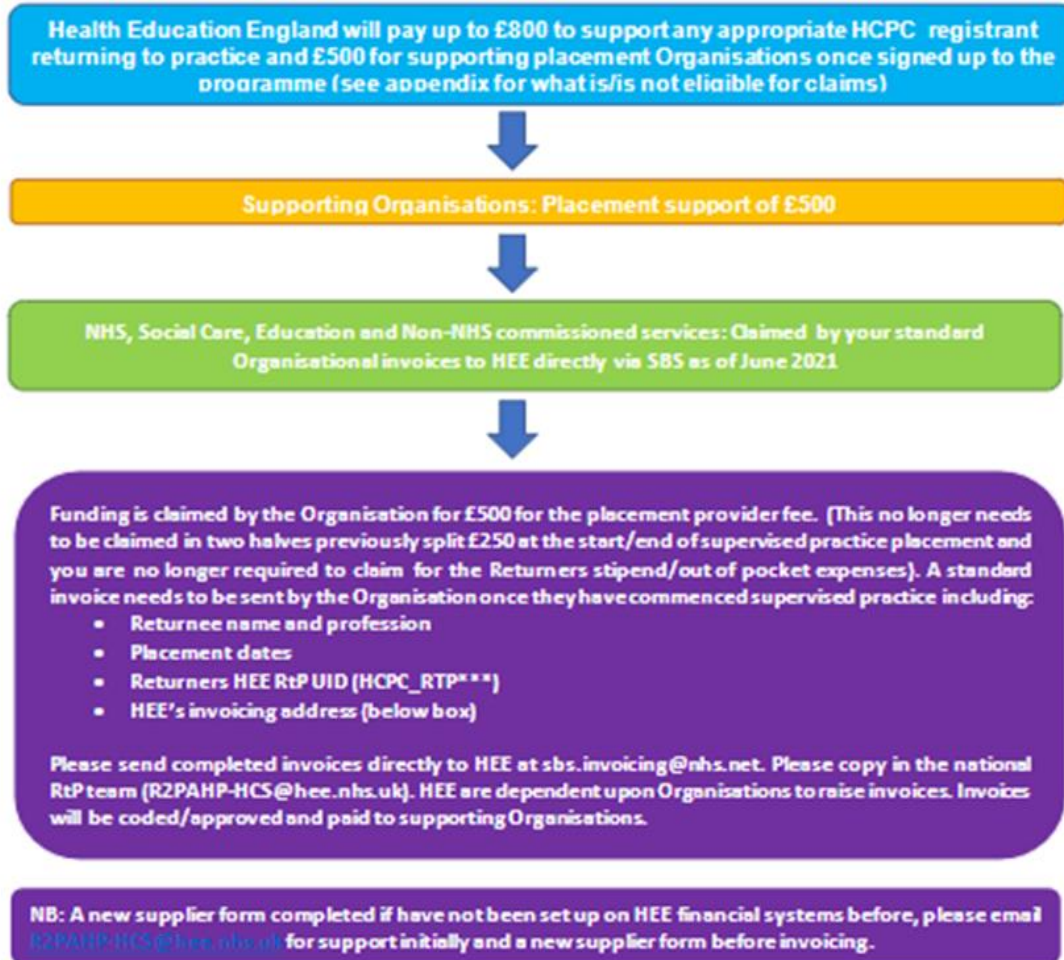 Health Education England will pay up to £800 to support any appropriate HCPC registrant
returning to practice and £500 for supporting placement Organisations once signed up to the
programme (see appendix for what is/is not eligible for claims)
Supporting Organisations: Placement support of £500
NHS, Social Care, Education and Non-NHS commissioned services: Claimed by your standard
Organisational invoices to HEE directly via SBS as of June 2021
Funding is claimed by the Organisation for £500 for the placement provider fee. (This no longer needs
to be claimed in two halves previously split £250 at the start/end of supervised practice placement and
you are no longer required to claim for the Returners stipend/out of pocket expenses). A standard
invoice needs to be sent by the Organisation once they have commenced supervised practice including:
• Returnee name and profession
• Placement dates
• Returners HEE RtP UID (HCPC_RTP***)
• HEE's invoicing address (below box)
Please send completed invoices directly to HEE at sbs.invoicing@nhs.net. Please copy in the national
RtP team (R2PAHP-HCS@hee.nhs.uk). HEE are dependent upon Organisations to raise invoices. Invoices
will be coded/approved and paid to supporting Organisations.
NB: A new supplier form completed if have not been set up on HEE financial systems before, please email
R2PAHP-HCS@hee.nhs.uk for support initially and a new supplier form before invoicing.